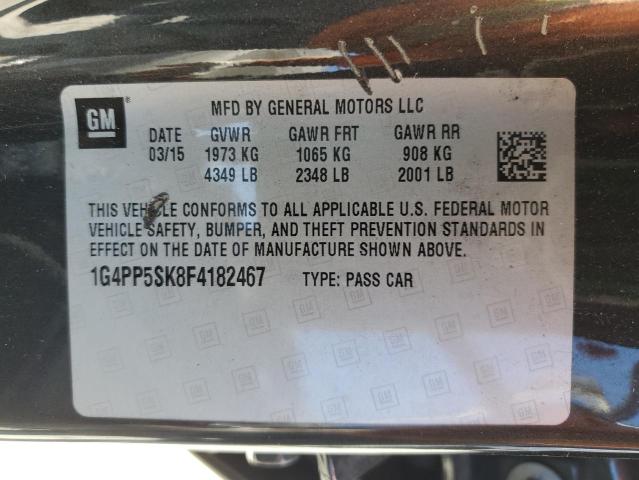 GM
MFD BY GENERAL MOTORS LLC
DATE GVWR GAWR FRT GAWR RR
03/15 1973 KG 1065 KG 908 KG
4349 LB 2348 LB 2001 LB
THIS VEHICLE CONFORMS TO ALL APPLICABLE U.S. FEDERAL MOTOR
VEHICLE SAFETY, BUMPER, AND THEFT PREVENTION STANDARDS IN
EFFECT ON THE DATE OF MANUFACTURE SHOWN ABOVE.
1G4PP5SK8F4182467 TYPE: PASS CAR